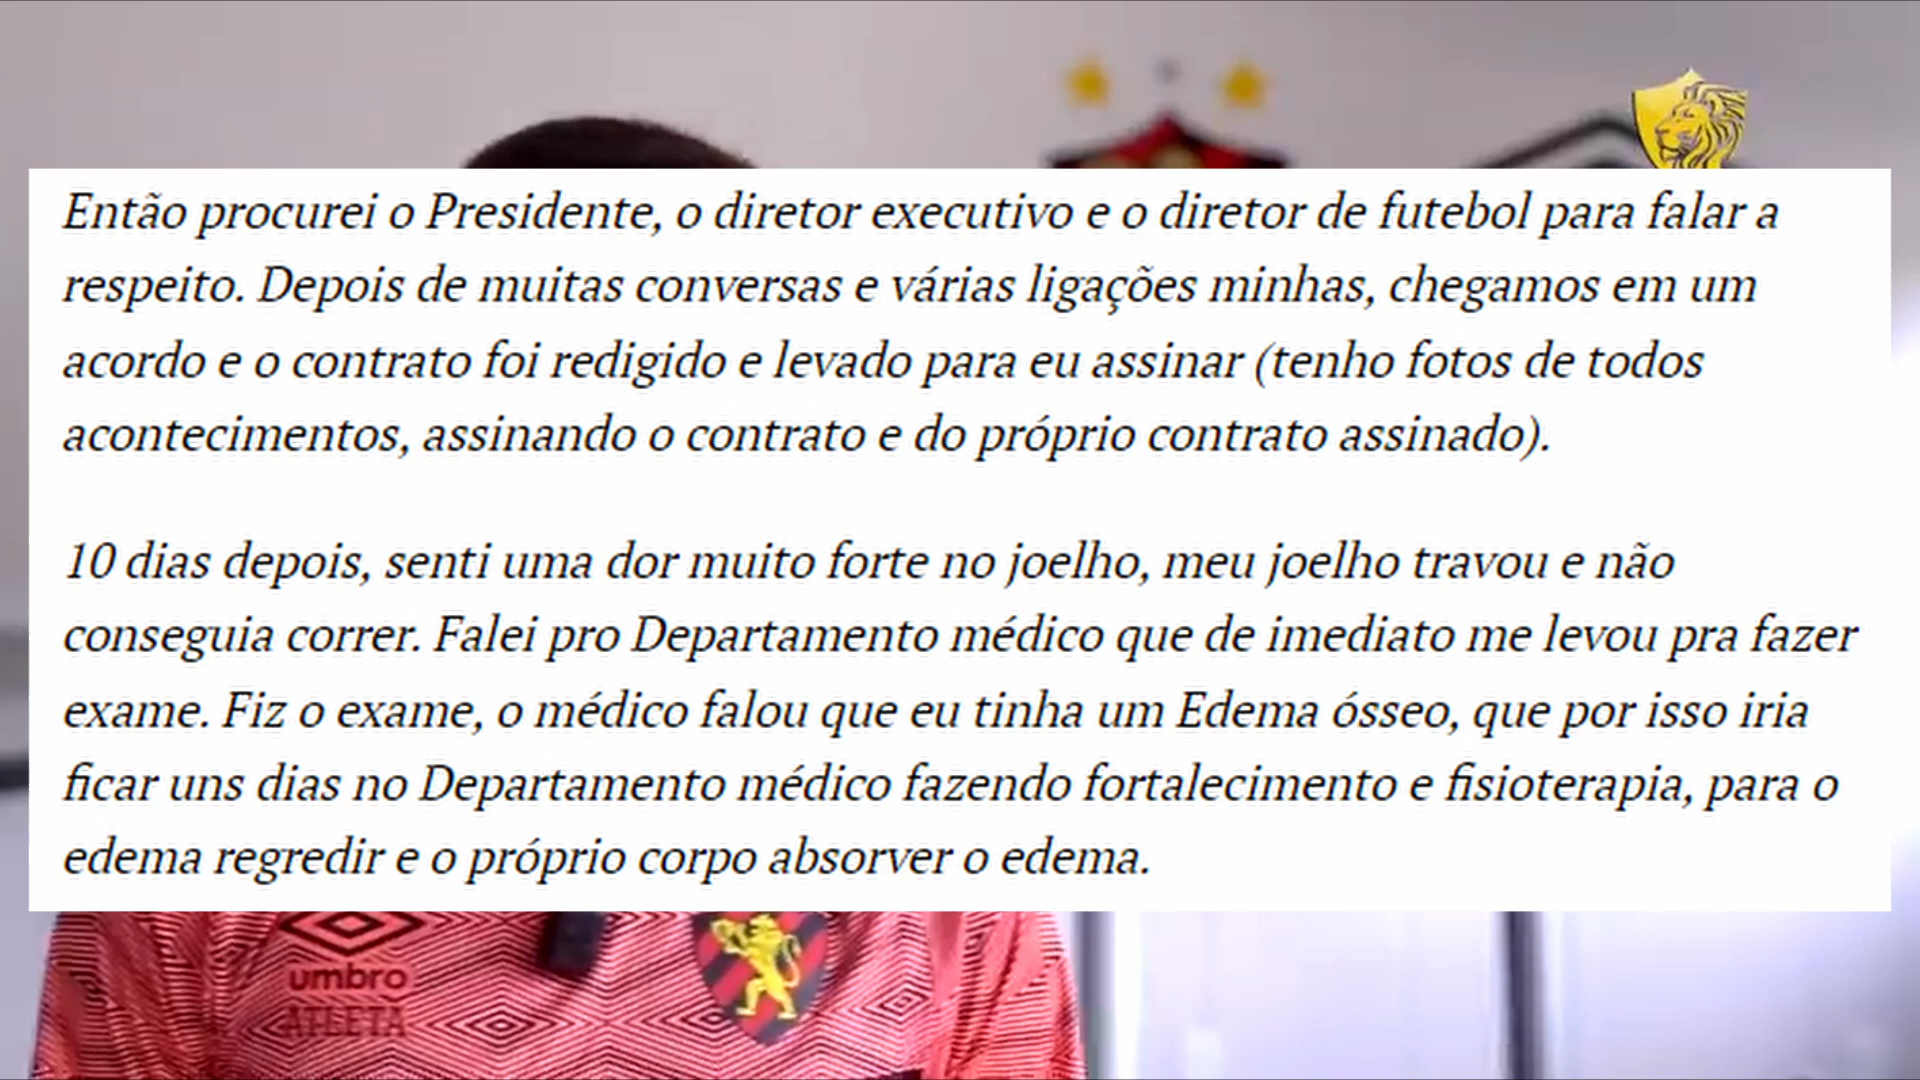 Então procurei o Presidente, o diretor executivo e o diretor de futebol para falar a
respeito. Depois de muitas conversas e várias ligações minhas, chegamos em um
acordo e o contrato foi redigido e levado para eu assinar (tenho fotos de todos
acontecimentos, assinando o contrato e do próprio contrato assinado).
10 dias depois, senti uma dor muito forte no joelho, meu joelho travou e não
conseguia correr. Falei pro Departamento médico que de imediato me levou pra fazer
exame. Fiz o exame, o médico falou que eu tinha um Edema ósseo, que por isso iria
ficar uns dias no Departamento médico fazendo fortalecimento e fisioterapia, para o
edema regredir e o próprio corpo absorver o edema.
umbro
ATLETA